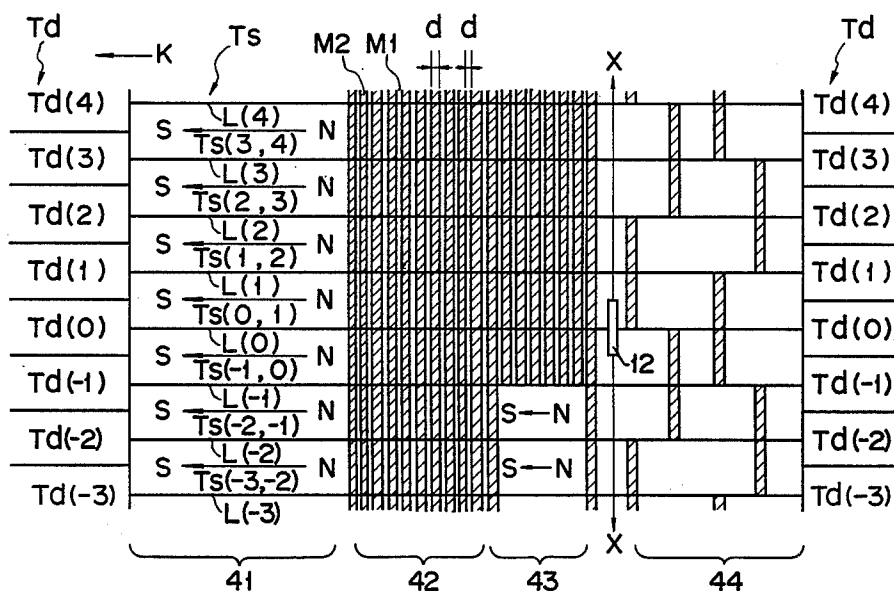 Td
K
Ts
M2
M1
d
d
X
Td
Td(4)
L(4)
Td(4)
S
Ts(3,4)
N
Td(3)
L(3)
Td(3)
S
Ts(2,3)
N
Td(2)
L(2)
Td(2)
S
Ts(1,2)
N
Td(1)
L(1)
Td(1)
S
Ts(0,1)
N
Td(0)
L(0)
Td(0)
S
Ts(-1,0)
N
12
Td(-1)
L(-1)
Td(-1)
S
Ts(-2,-1)
N
S
N
Td(-2)
L(-2)
Td(-2)
S
Ts(-3,-2)
N
S
N
Td(-3)
L(-3)
Td(-3)
X
41
42
43
44